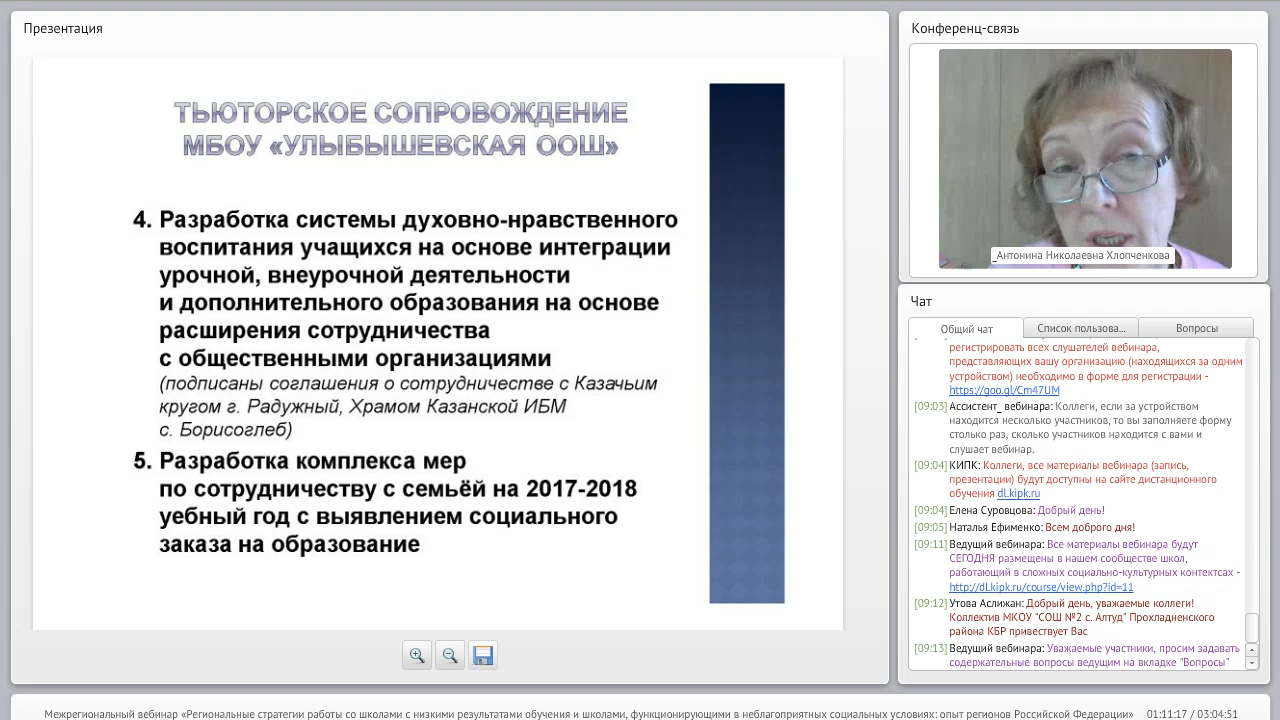 Презентация
ТЬЮТОРСКОЕ СОПРОВОЖДЕНИЕ
МБОУ «УЛЫБЫШЕВСКАЯ ООШ»
4. Разработка системы духовно-нравственного
воспитания учащихся на основе интеграции
урочной, внеурочной деятельности
и дополнительного образования на основе
расширения сотрудничества
с общественными организациями
(подписаны соглашения о сотрудничестве с Казачьим
кругом г. Радужный, Храмом Казанской ИБМ
с. Борисоглеб)
5. Разработка комплекса мер
по сотрудничеству с семьёй на 2017-2018
уебный год с выявлением социального
заказа на образование
Конференц-связь
_Антонина Николаевна Хлопченкова
Чат
Общий чат
Список пользова...
Вопросы
регистрировать всех слушателей вебинара,
представляющих вашу организацию (находящихся за одним
устройством) необходимо в форме для регистрации -
https://goo.gl/Cm47UM
[09:03] Ассистент_ вебинара: Коллеги, если за устройством
находится несколько участников, то вы заполняете форму
столько раз, сколько участников находится с вами и
слушает вебинар.
[09:04] КИПК: Коллеги, все материалы вебинара (запись,
презентации) будут доступны на сайте дистанционного
обучения dl.kipk.ru
[09:04] Елена Суровцова: Добрый день!
[09:05] Наталья Ефименко: Всем доброго дня!
[09:11] Ведущий вебинара: Все материалы вебинара будут
СЕГОДНЯ размещены в нашем сообществе школ,
работающий в сложных социально-культурных контекстах -
http://dl.kipk.ru/course/view.php?id=11
[09:12] Утова Аслижан: Добрый день, уважаемые коллеги!
Коллектив МКОУ "СОШ №2 с. Алтуд" Прохладненского
района КБР привествует Вас
[09:13] Ведущий вебинара: Уважаемые участники, просим задавать
содержательные вопросы ведущим на вкладке "Вопросы"
Межрегиональный вебинар «Региональные стратегии работы со школами с низкими результатами обучения и школами, функционирующими в неблагоприятных социальных условиях: опыт регионов Российской Федерации» 01:11:17 / 03:04:51